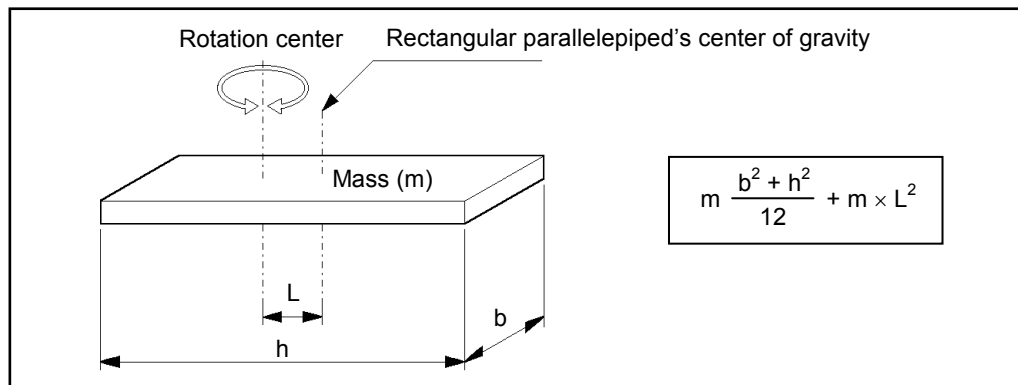 Rotation center
Rectangular parallelepiped’s center of gravity
Mass (m)
m (b² + h²)/12 + m × L²
L
b
h